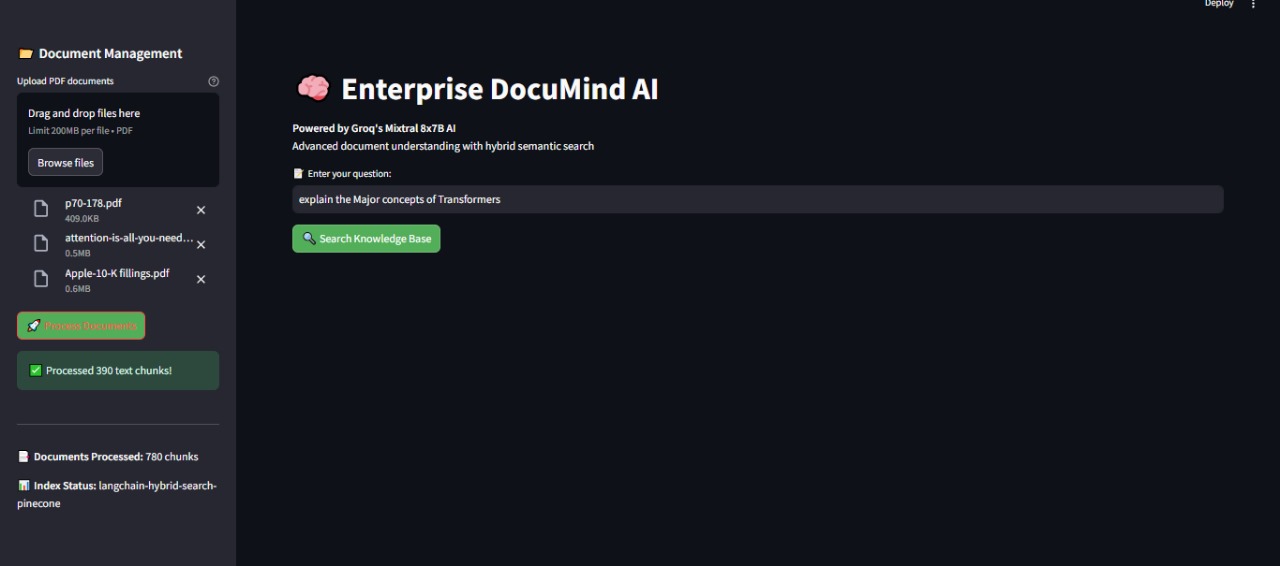 Deploy
Document Management
Upload PDF documents
Drag and drop files here
Limit 200MB per file • PDF
Browse files
p70-178.pdf
409.0KB
attention-is-all-you-need...
0.5MB
Apple-10-K fillings.pdf
0.6MB
Process Documents
Processed 390 text chunks!
Documents Processed: 780 chunks
Index Status: langchain-hybrid-search-
pinecone
Enterprise DocuMind AI
Powered by Groq's Mixtral 8x7B AI
Advanced document understanding with hybrid semantic search
Enter your question:
explain the Major concepts of Transformers
Search Knowledge Base